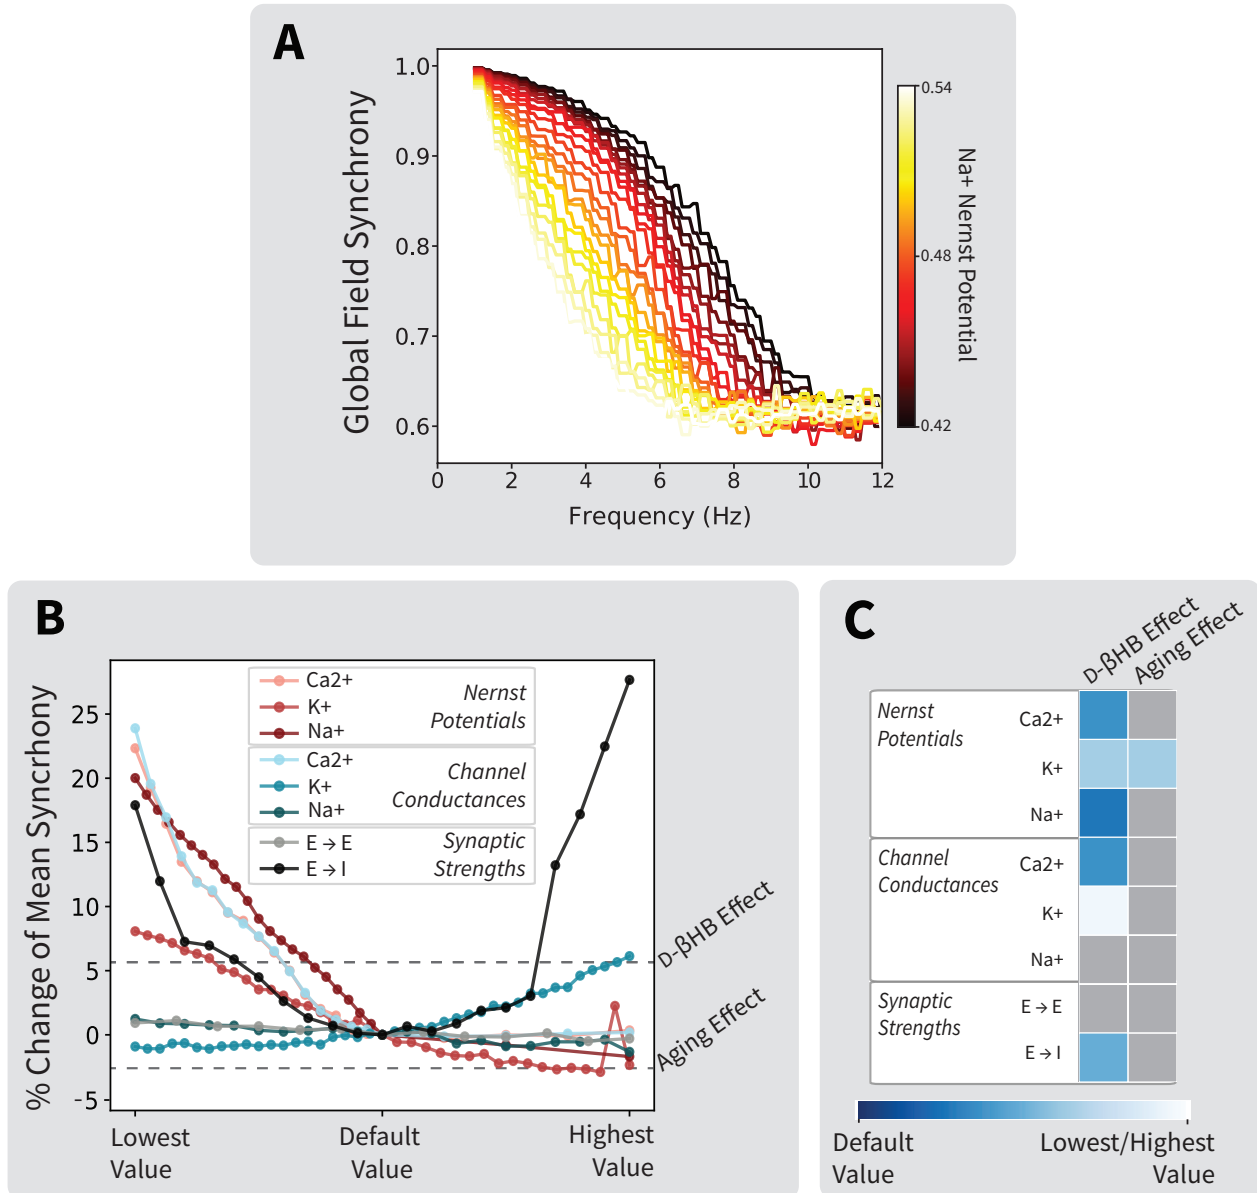 A
Global Field Synchrony
1.0
0.9
0.8
0.7
0.6
0
2
4
6
8
10
12
Frequency (Hz)
0.54
0.48
0.42
Na+ Nernst Potential
B
% Change of Mean Syncrhony
25
20
15
10
5
0
-5
Ca2+
K+
Na+
Nernst
Potentials
Ca2+
K+
Na+
Channel
Conductances
E → E
E → I
Synaptic
Strengths
D-βHB Effect
Aging Effect
Lowest
Value
Default
Value
Highest
Value
C
D-βHB Effect
Aging Effect
Nernst
Potentials
Ca2+
K+
Na+
Channel
Conductances
Ca2+
K+
Na+
Synaptic
Strengths
E → E
E → I
Default
Value
Lowest/Highest
Value